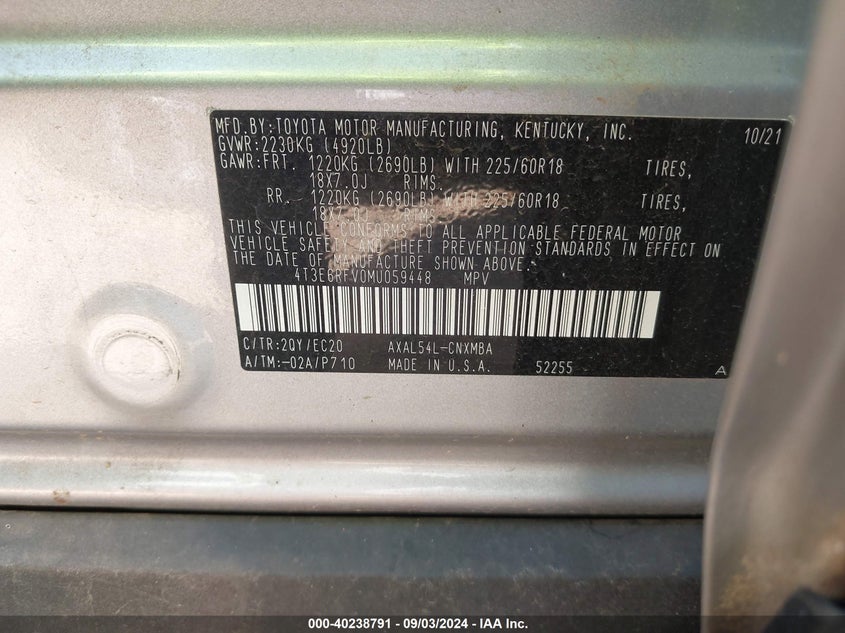 MFD.BY:TOYOTA MOTOR MANUFACTURING, KENTUCKY, INC. 10/21
GVWR:2230KG (4920LB)
GAWR:FRT. 1220KG (2690LB) WITH 225/60R18 TIRES,
18X7.0J RIMS.
RR. 1220KG (2690LB) WITH 225/60R18 TIRES,
18X7.0J RIMS.
THIS VEHICLE CONFORMS TO ALL APPLICABLE FEDERAL MOTOR
VEHICLE SAFETY AND THEFT PREVENTION STANDARDS IN EFFECT ON
THE DATE OF MANUFACTURE SHOWN ABOVE.
4T3E6RFV0MU059448 MPV
C/TR:2QY/EC20 AXAL54L-CNXMBA
A/TM:-02A/P710 MADE IN U.S.A. 52255 A
000-40238791 - 09/03/2024 - IAA Inc.